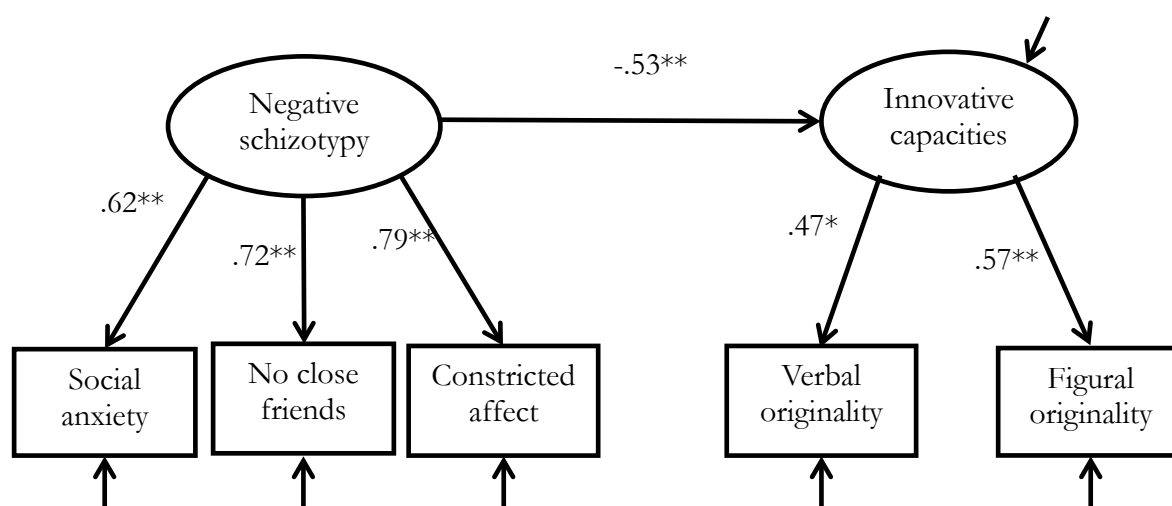 -.53**
Negative
schizotypy
Innovative
capacities
.62**
.72**
.79**
.47*
.57**
Social
anxiety
No close
friends
Constricted
affect
Verbal
originality
Figural
originality